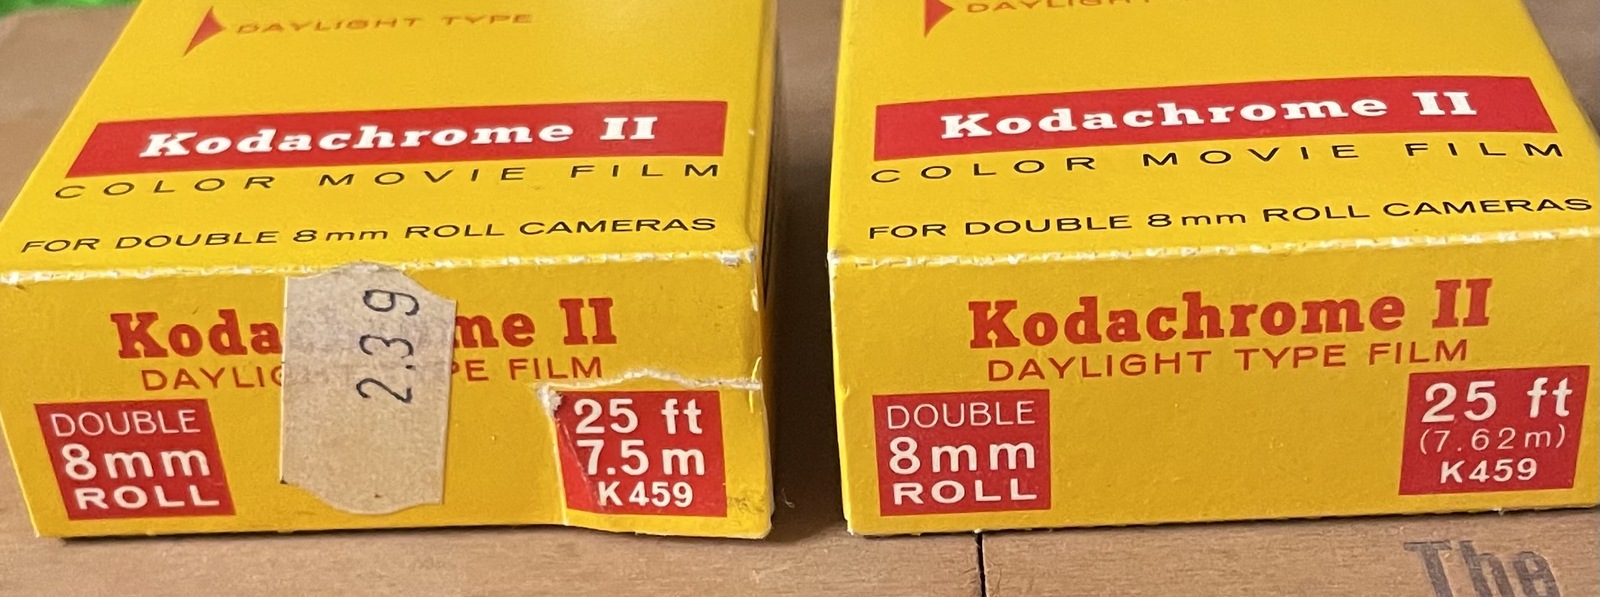 DAYLIGHT TYPE
Kodachrome II
COLOR MOVIE FILM
FOR DOUBLE 8mm ROLL CAMERAS
Koda me II
2.39
DAYLIG PE FILM
DOUBLE
8mm
ROLL
25 ft
7.5 m
K459
DAYLIGHT
Kodachrome II
COLOR MOVIE FILM
FOR DOUBLE 8mm ROLL CAMERAS
Kodachrome II
DAYLIGHT TYPE FILM
DOUBLE
8mm
ROLL
25 ft
(7.62m)
K459
The